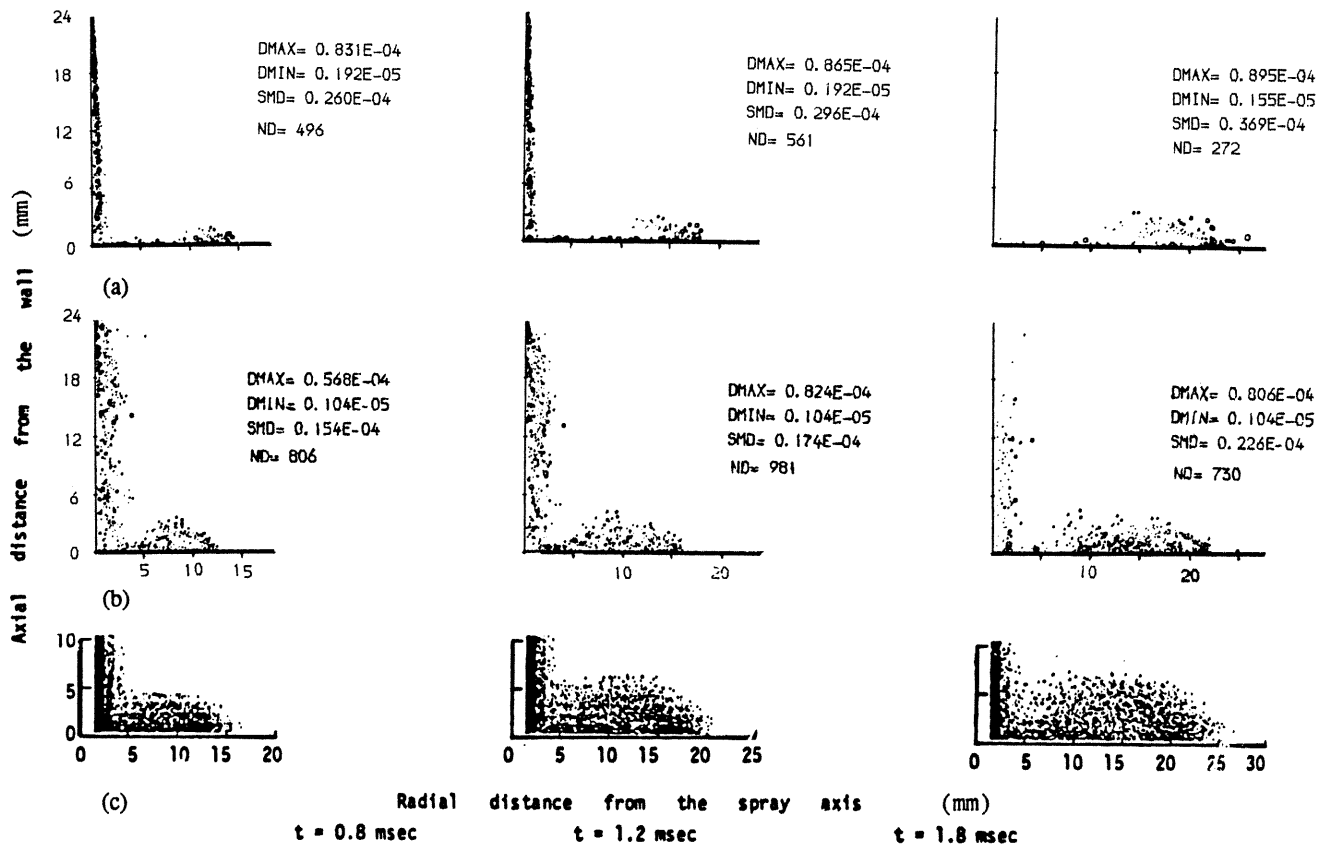 24
18
12
6
0
DMAX= 0.831E-04
DMIN= 0.192E-05
SMD= 0.260E-04
ND= 496
DMAX= 0.865E-04
DMIN= 0.192E-05
SMD= 0.296E-04
ND= 561
DMAX= 0.895E-04
DMIN= 0.155E-05
SMD= 0.369E-04
ND= 272
(a)
24
18
12
6
0
DMAX= 0.568E-04
DMIN= 0.104E-05
SMD= 0.154E-04
ND= 806
5 10 15
DMAX= 0.824E-04
DMIN= 0.104E-05
SMD= 0.174E-04
ND= 981
10 20
DMAX= 0.806E-04
DMIN= 0.104E-05
SMD= 0.226E-04
ND= 730
10 20
(b)
10
5
0
0 5 10 15 20
0 5 10 15 20 25
0 5 10 15 20 25 30
(c)
Axial distance from the wall (mm)
Radial distance from the spray axis (mm)
t = 0.8 msec t = 1.2 msec t = 1.8 msec